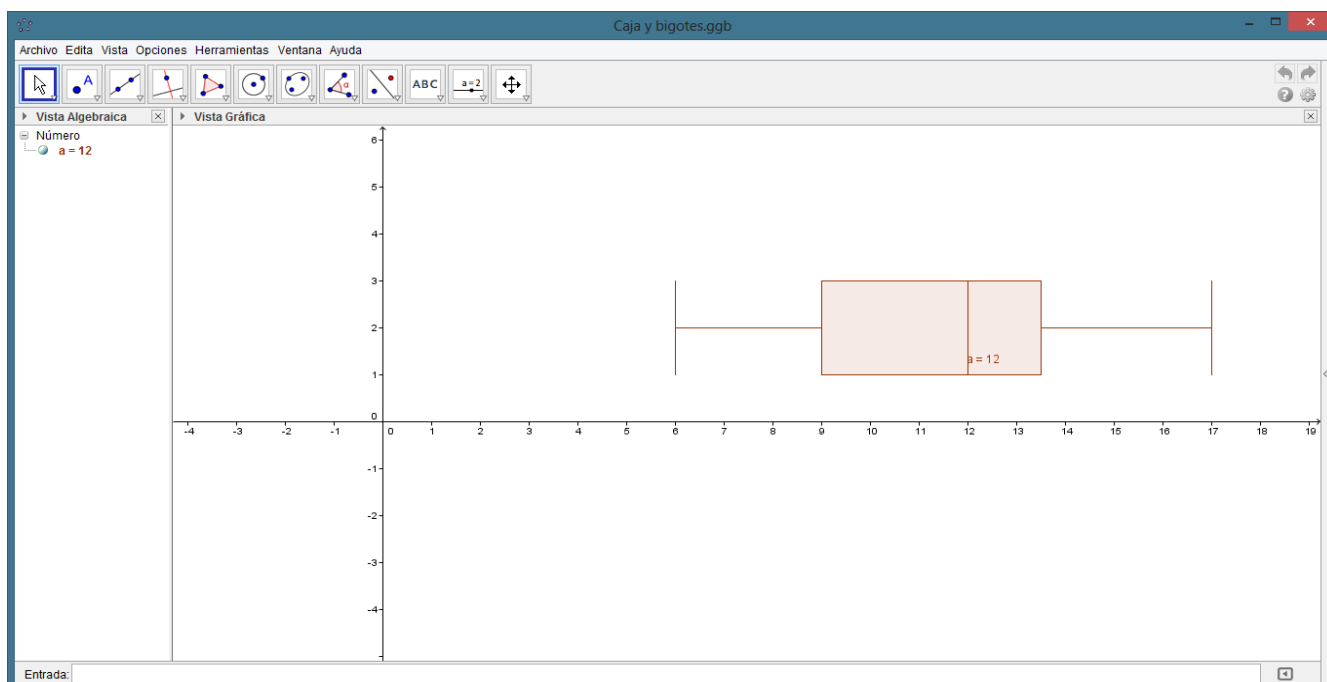 Caja y bigotes.ggb
Archivo Edita Vista Opciones Herramientas Ventana Ayuda
A α ABC a=2
Vista Algebraica
Vista Gráfica
Número
a = 12
6
5
4
3
2
a = 12
1
0
-4 -3 -2 -1 0 1 2 3 4 5 6 7 8 9 10 11 12 13 14 15 16 17 18 19
-1
-2
-3
-4
Entrada: